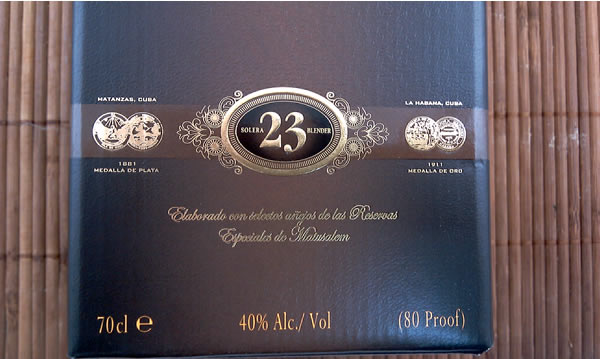 MATANZAS, CUBA
1881
MEDALLA DE PLATA
SOLERA 23 BLENDER
LA HABANA, CUBA
1911
MEDALLA DE ORO
Elaborado con selectos añejos de las Reservas
Especiales de Matusalem
70cl e
40% Alc./ Vol
(80 Proof)